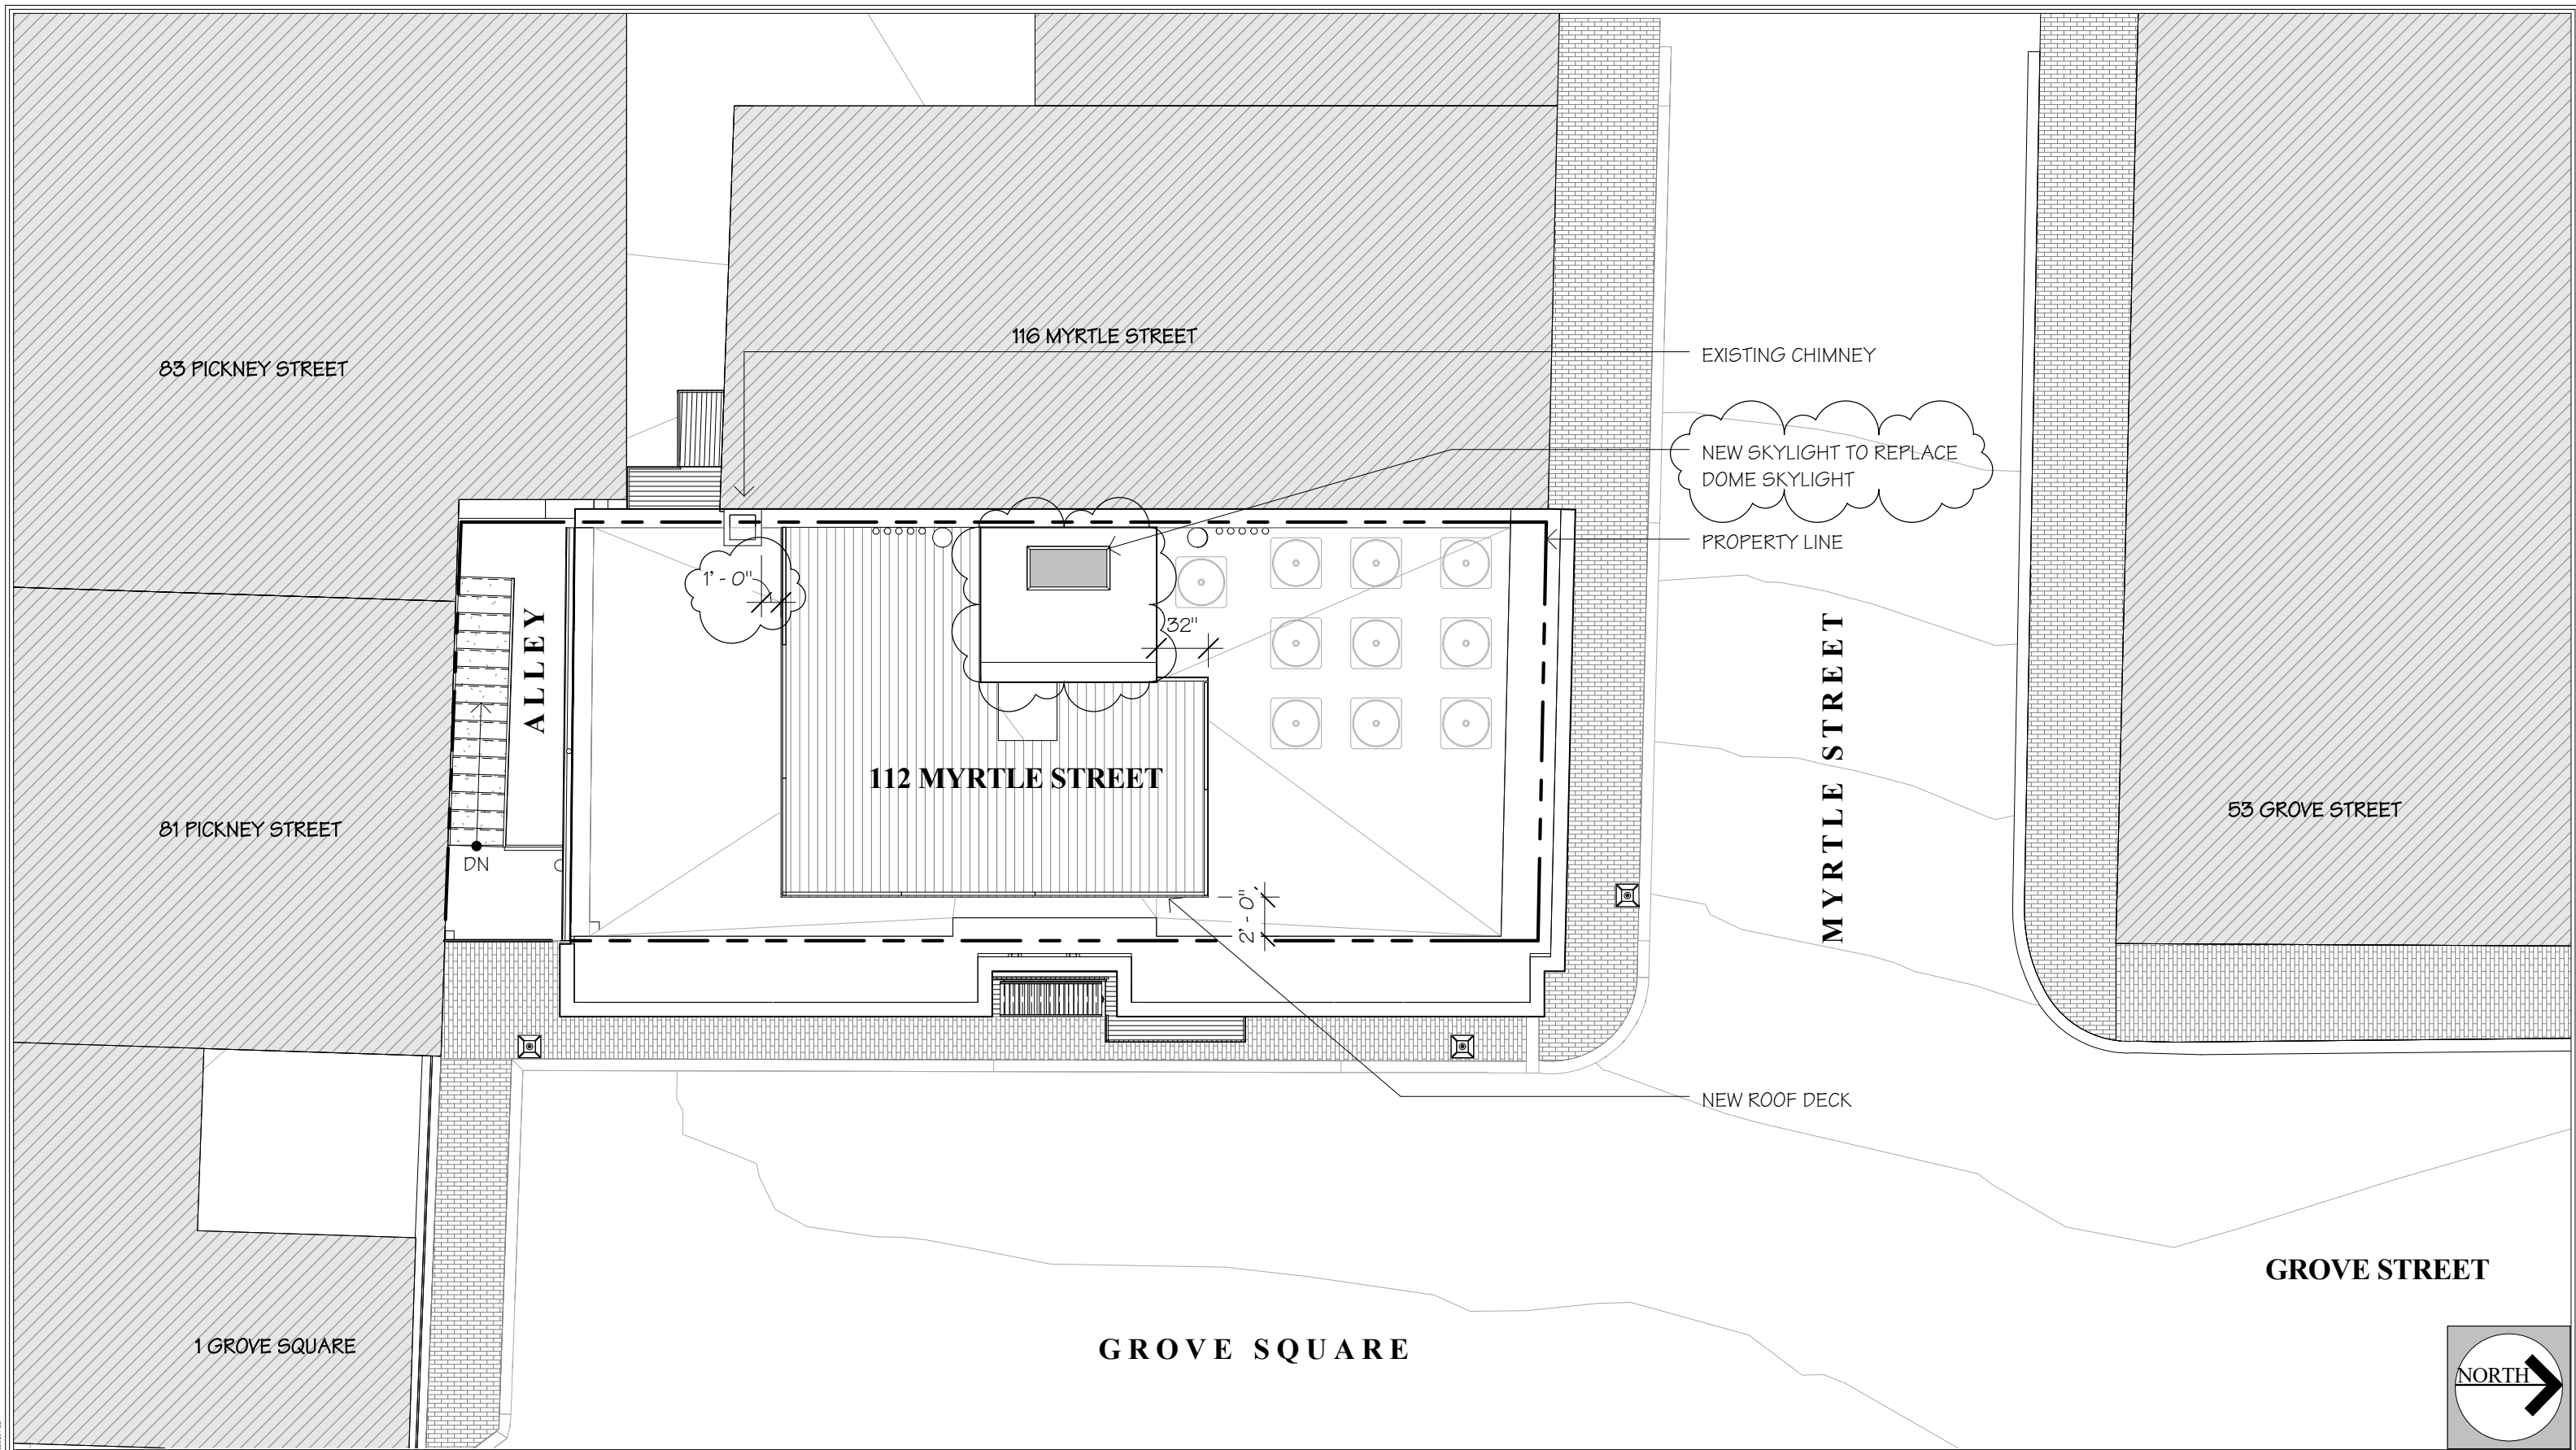 116 MYRTLE STREET
83 PICKNEY STREET
EXISTING CHIMNEY
NEW SKYLIGHT TO REPLACE
DOME SKYLIGHT
PROPERTY LINE
1' - 0"
32"
ALLEY
MYRTLE STREET
112 MYRTLE STREET
81 PICKNEY STREET
53 GROVE STREET
DN
2' - 0"
NEW ROOF DECK
GROVE STREET
1 GROVE SQUARE
GROVE SQUARE
NORTH